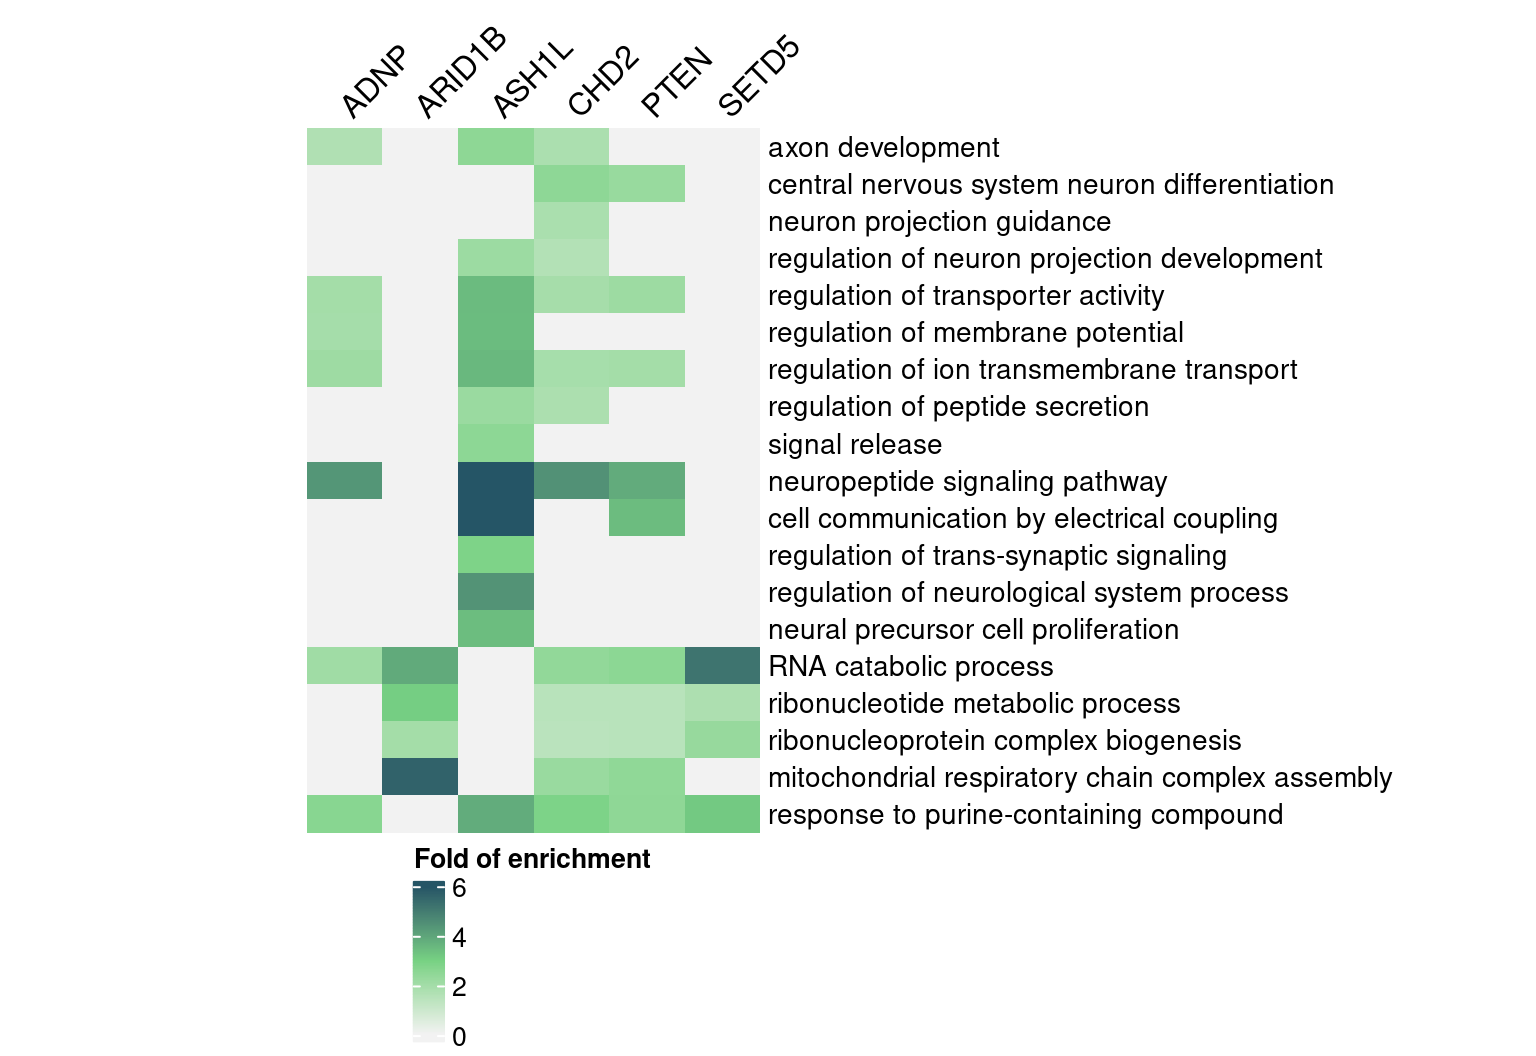 ADNP ARID1B ASH1L CHD2 PTEN SETD5
axon development
central nervous system neuron differentiation
neuron projection guidance
regulation of neuron projection development
regulation of transporter activity
regulation of membrane potential
regulation of ion transmembrane transport
regulation of peptide secretion
signal release
neuropeptide signaling pathway
cell communication by electrical coupling
regulation of trans-synaptic signaling
regulation of neurological system process
neural precursor cell proliferation
RNA catabolic process
ribonucleotide metabolic process
ribonucleoprotein complex biogenesis
mitochondrial respiratory chain complex assembly
response to purine-containing compound
Fold of enrichment
6
4
2
0